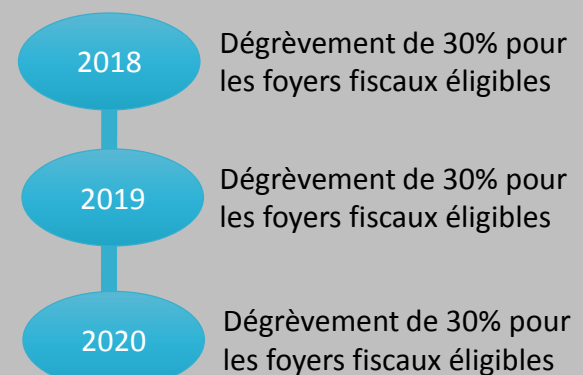 2018
Dégrèvement de 30% pour
les foyers fiscaux éligibles
2019
Dégrèvement de 30% pour
les foyers fiscaux éligibles
2020
Dégrèvement de 30% pour
les foyers fiscaux éligibles